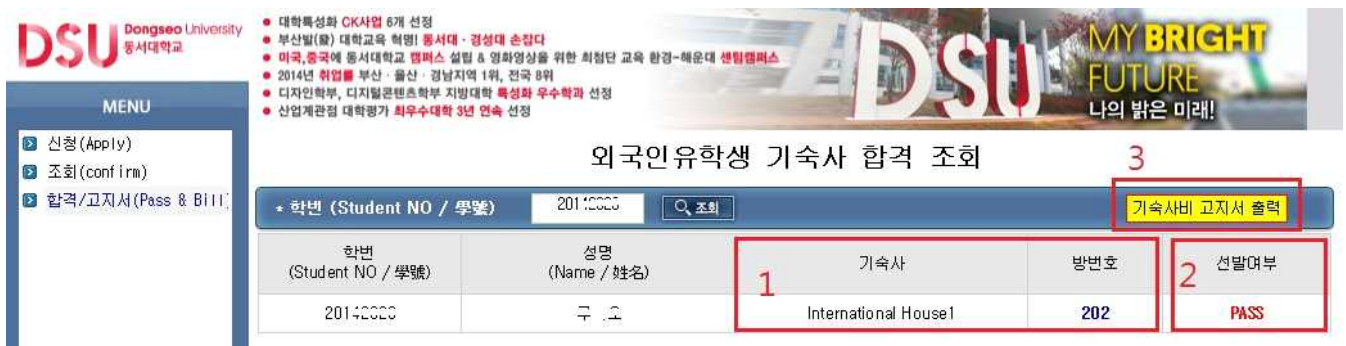 DSU Dongseo University
동서대학교
MENU
신청(Apply)
조회(confirm)
합격/고지서(Pass & Bill)
• 대학특성화 CK사업 6개 선정
• 부산발(發) 대학교육 혁명! 동서대 · 경성대 손잡다
• 미국,중국에 동서대학교 캠퍼스 설립 & 영화영상을 위한 최첨단 교육 환경-해운대 센텀캠퍼스
• 2014년 취업률 부산 · 울산 · 경남지역 1위, 전국 8위
• 디자인학부, 디지털콘텐츠학부 지방대학 특성화 우수학과 선정
• 산업계관점 대학평가 최우수대학 3년 연속 선정
DSU
MY BRIGHT
FUTURE
나의 밝은 미래!
외국인유학생 기숙사 합격 조회
3
* 학번 (Student NO / 學號)
조회
기숙사비 고지서 출력
학번
(Student NO / 學號)
성명
(Name / 姓名)
1
기숙사
방번호
2
선발여부
International House1
202
PASS